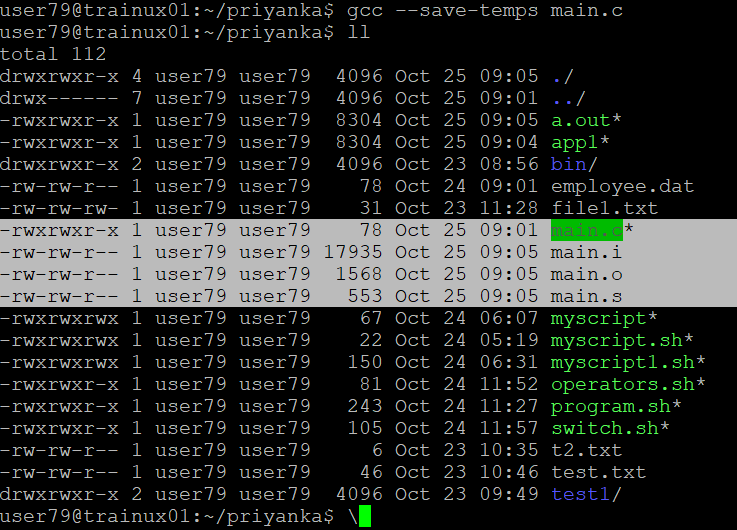 user79@trainux01:~/priyanka$ gcc --save-temps main.c
user79@trainux01:~/priyanka$ ll
total 112
drwxrwxr-x 4 user79 user79  4096 Oct 25 09:05 ./
drwx------ 7 user79 user79  4096 Oct 25 09:01 ../
-rwxrwxr-x 1 user79 user79  8304 Oct 25 09:05 a.out*
-rwxrwxr-x 1 user79 user79  8304 Oct 25 09:04 app1*
drwxrwxr-x 2 user79 user79  4096 Oct 23 08:56 bin/
-rw-rw-r-- 1 user79 user79    78 Oct 24 09:01 employee.dat
-rw-rw-rw- 1 user79 user79    31 Oct 23 11:28 file1.txt
-rwxrwxr-x 1 user79 user79    78 Oct 25 09:01 main.c*
-rw-rw-r-- 1 user79 user79 17935 Oct 25 09:05 main.i
-rw-rw-r-- 1 user79 user79  1568 Oct 25 09:05 main.o
-rw-rw-r-- 1 user79 user79   553 Oct 25 09:05 main.s
-rwxrwxrwx 1 user79 user79    67 Oct 24 06:07 myscript*
-rwxrwxr-x 1 user79 user79    22 Oct 24 05:19 myscript.sh*
-rwxrwxr-x 1 user79 user79   150 Oct 24 06:31 myscript1.sh*
-rwxrwxr-x 1 user79 user79    81 Oct 24 11:52 operators.sh*
-rwxrwxr-x 1 user79 user79   243 Oct 24 11:27 program.sh*
-rwxrwxr-x 1 user79 user79   105 Oct 24 11:57 switch.sh*
-rw-rw-r-- 1 user79 user79     6 Oct 23 10:35 t2.txt
-rw-rw-r-- 1 user79 user79    46 Oct 23 10:46 test.txt
drwxrwxr-x 2 user79 user79  4096 Oct 23 09:49 test1/
user79@trainux01:~/priyanka$ \